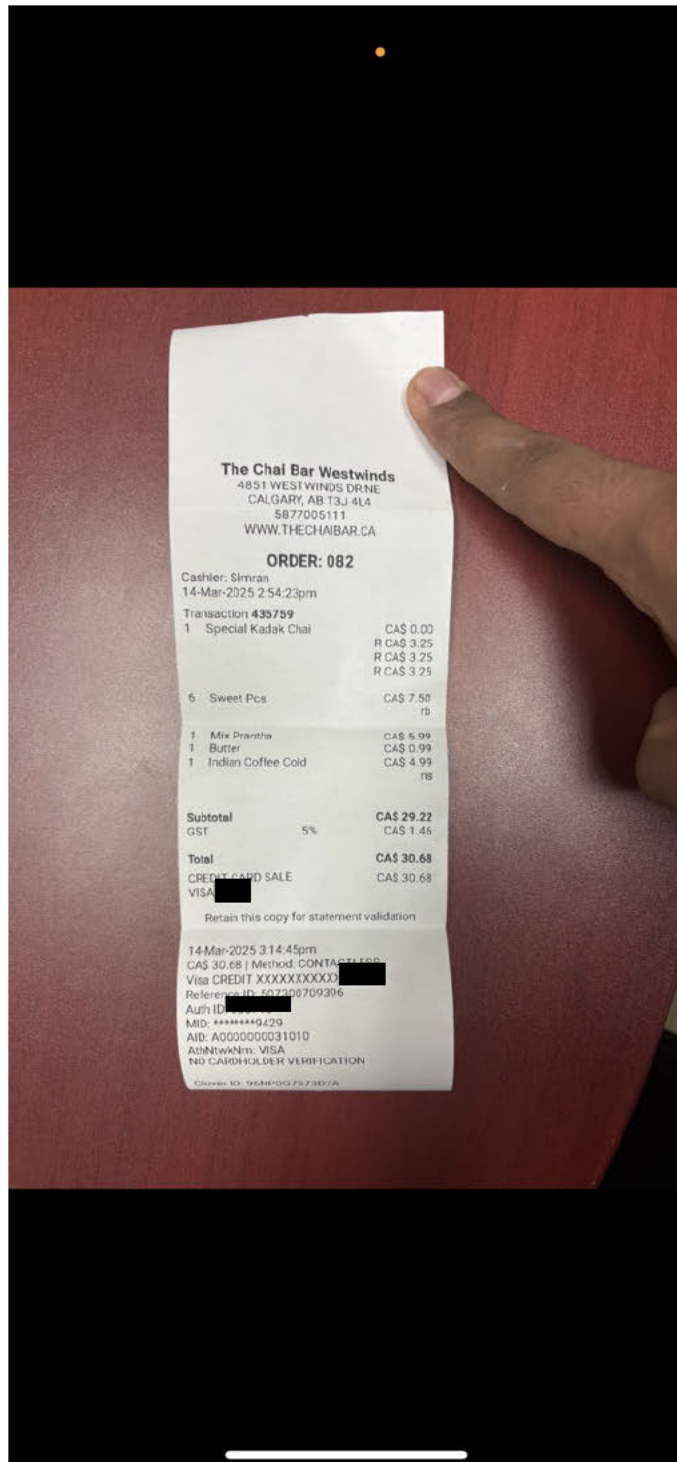 The Chai Bar Westwinds
4851 WESTWINDS DR.NE
CALGARY, AB T3J 4L4
5877005111
WWW.THECHAIBAR.CA
ORDER: 082
Cashier: Simran
14-Mar-2025 2:54:23pm
Transaction 435759
1 Special Kadak Chai CA$ 0.00
R CA$ 3.25
R CA$ 3.25
R CA$ 3.25
6 Sweet Pcs CA$ 7.50
rb
1 Mix Prantha CA$ 5.99
1 Butter CA$ 0.99
1 Indian Coffee Cold CA$ 4.99
ns
Subtotal CA$ 29.22
GST 5% CA$ 1.46
Total CA$ 30.68
CREDIT CARD SALE CA$ 30.68
VISA
Retain this copy for statement validation
14-Mar-2025 3:14:45pm
CA$ 30.68 | Method: CONTACTLESS
Visa CREDIT XXXXXXXXXXX
Reference ID: 507300709396
Auth ID
MID: ********9429
AID: A0000000031010
AthNtwkNm: VISA
NO CARDHOLDER VERIFICATION
Clover ID: